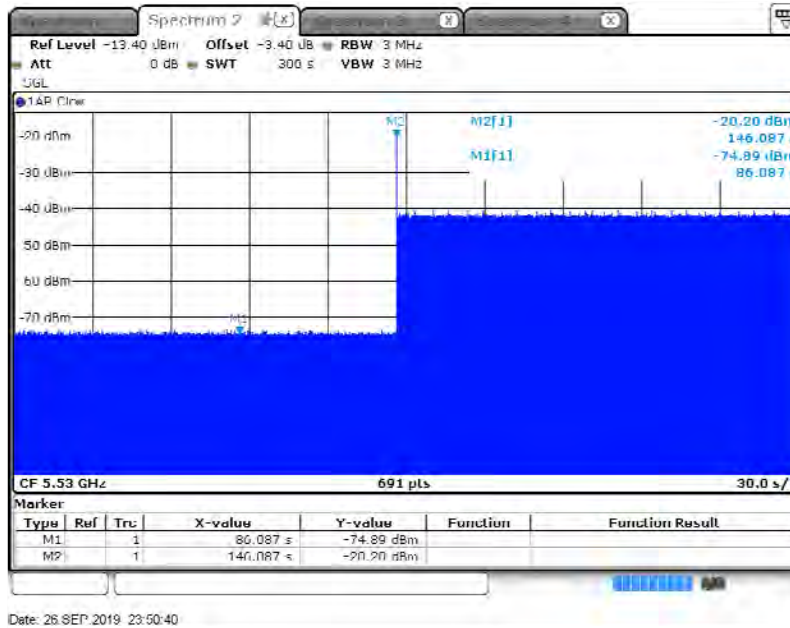 Spectrum 2
Ref Level -13.40 dBm Offset -3.40 dB RBW 3 MHz
Att 0 dB SWT 300 s VBW 3 MHz
SGL
1AP Clrw
M2
M2[1] -20.20 dBm
146.087 s
M1[1] -74.89 dBm
86.087 s
-20 dBm
-30 dBm
-40 dBm
-50 dBm
-60 dBm
-70 dBm
M1
CF 5.53 GHz 691 pts 30.0 s/
Marker
Type Ref Trc X-value Y-value Function Function Result
M1 1 86.087 s -74.89 dBm
M2 1 146.087 s -20.20 dBm
Date: 26.SEP.2019 23:50:40